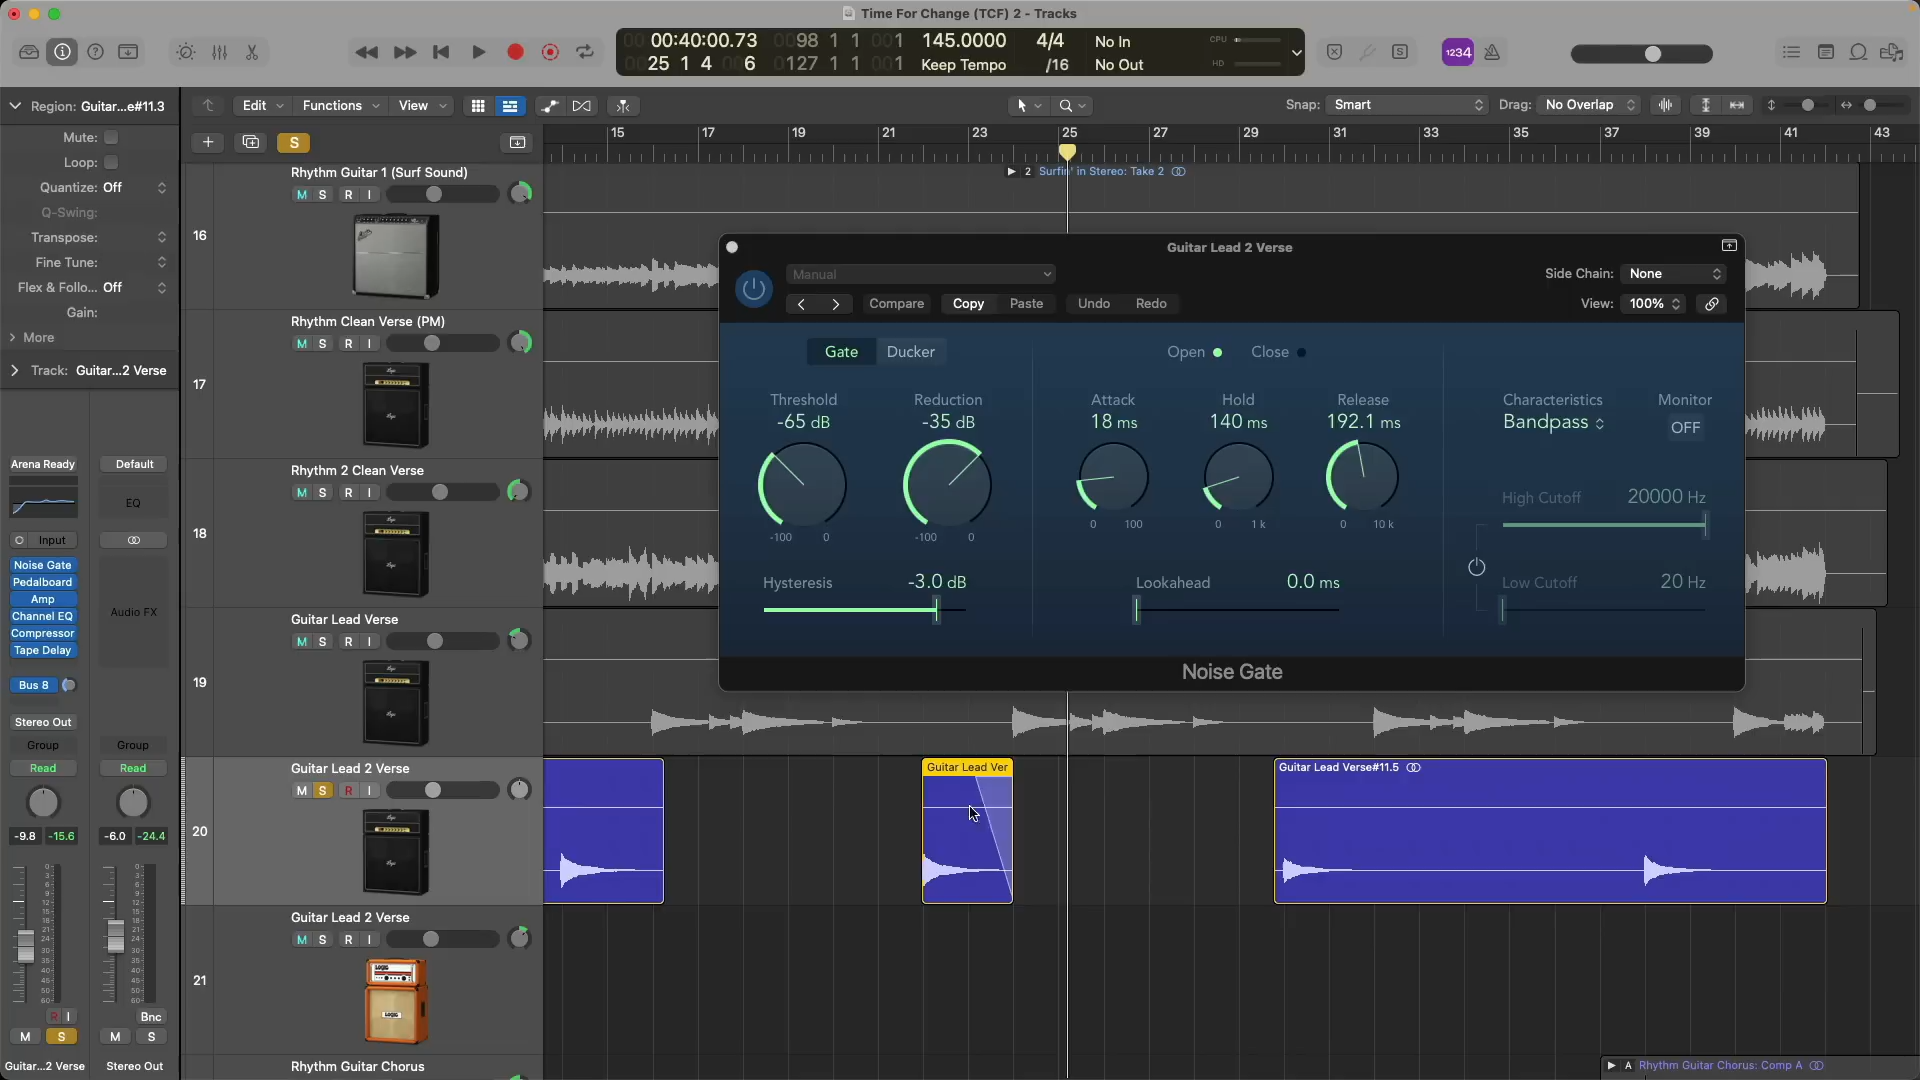 Time For Change (TCF) 2 - Tracks
00:40:00.73 0098 1 1 001 145.0000 4/4 No In CPU
25 1 4 6 0127 1 1 001 Keep Tempo /16 No Out HD
1234
Region: Guitar...e#11.3
Edit Functions View
Snap: Smart Drag: No Overlap
Mute:
Loop:
Quantize: Off
Q-Swing:
Transpose:
Fine Tune:
Flex & Follo... Off
Gain:
More
Track: Guitar...2 Verse
S
15 17 19 21 23 25 27 29 31 33 35 37 39 41 43
2 Surfin' in Stereo: Take 2
16
Rhythm Guitar 1 (Surf Sound)
M S R I
17
Rhythm Clean Verse (PM)
M S R I
18
Rhythm 2 Clean Verse
M S R I
19
Guitar Lead Verse
M S R I
20
Guitar Lead 2 Verse
M S R I
21
Guitar Lead 2 Verse
M S R I
Rhythm Guitar Chorus
Guitar Lead Ver
Guitar Lead Verse#11.5
A Rhythm Guitar Chorus: Comp A
Guitar Lead 2 Verse
Manual
Side Chain: None
Compare Copy Paste Undo Redo
View: 100%
Gate Ducker
Open Close
Threshold Reduction Attack Hold Release
-65 dB -35 dB 18 ms 140 ms 192.1 ms
-100 0 -100 0 0 100 0 1 k 0 10 k
Characteristics Monitor
Bandpass OFF
High Cutoff 20000 Hz
Hysteresis -3.0 dB Lookahead 0.0 ms
Low Cutoff 20 Hz
Noise Gate
Arena Ready Default
EQ
Input
Noise Gate
Pedalboard
Amp
Channel EQ
Compressor
Tape Delay
Audio FX
Bus 8
Stereo Out
Group Group
Read Read
-9.8 -15.6 -6.0 -24.4
R I Bnc
M S M S
Guitar...2 Verse Stereo Out